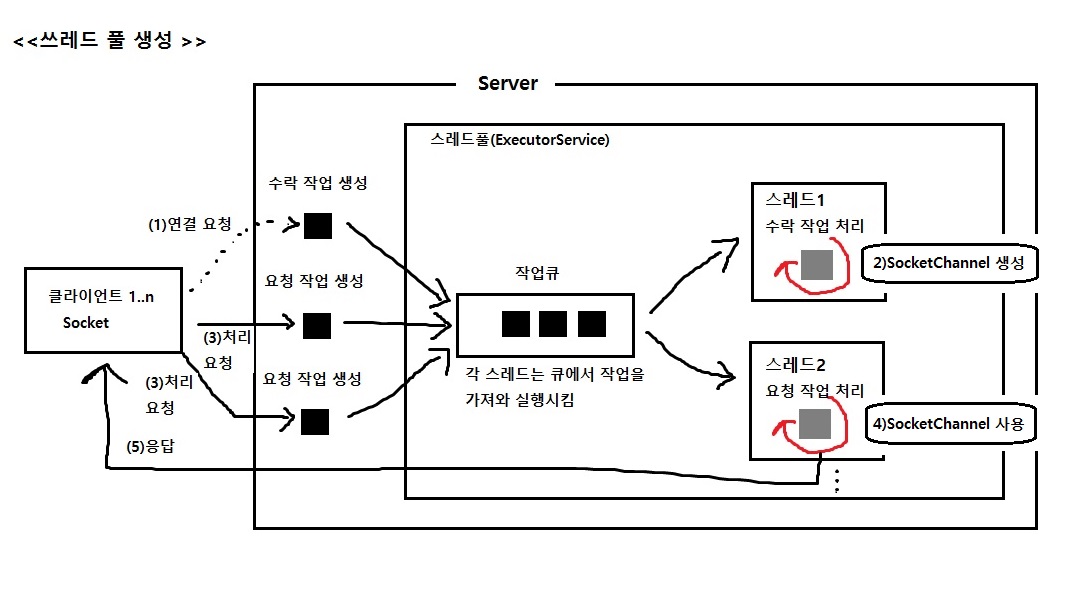 <<쓰레드 풀 생성 >>
Server
스레드풀(ExecutorService)
수락 작업 생성
(1)연결 요청
스레드1
수락 작업 처리
2)SocketChannel 생성
요청 작업 생성
작업큐
클라이언트 1..n
Socket
(3)처리
요청
각 스레드는 큐에서 작업을
가져와 실행시킴
스레드2
요청 작업 처리
요청 작업 생성
(3)처리
요청
4)SocketChannel 사용
(5)응답